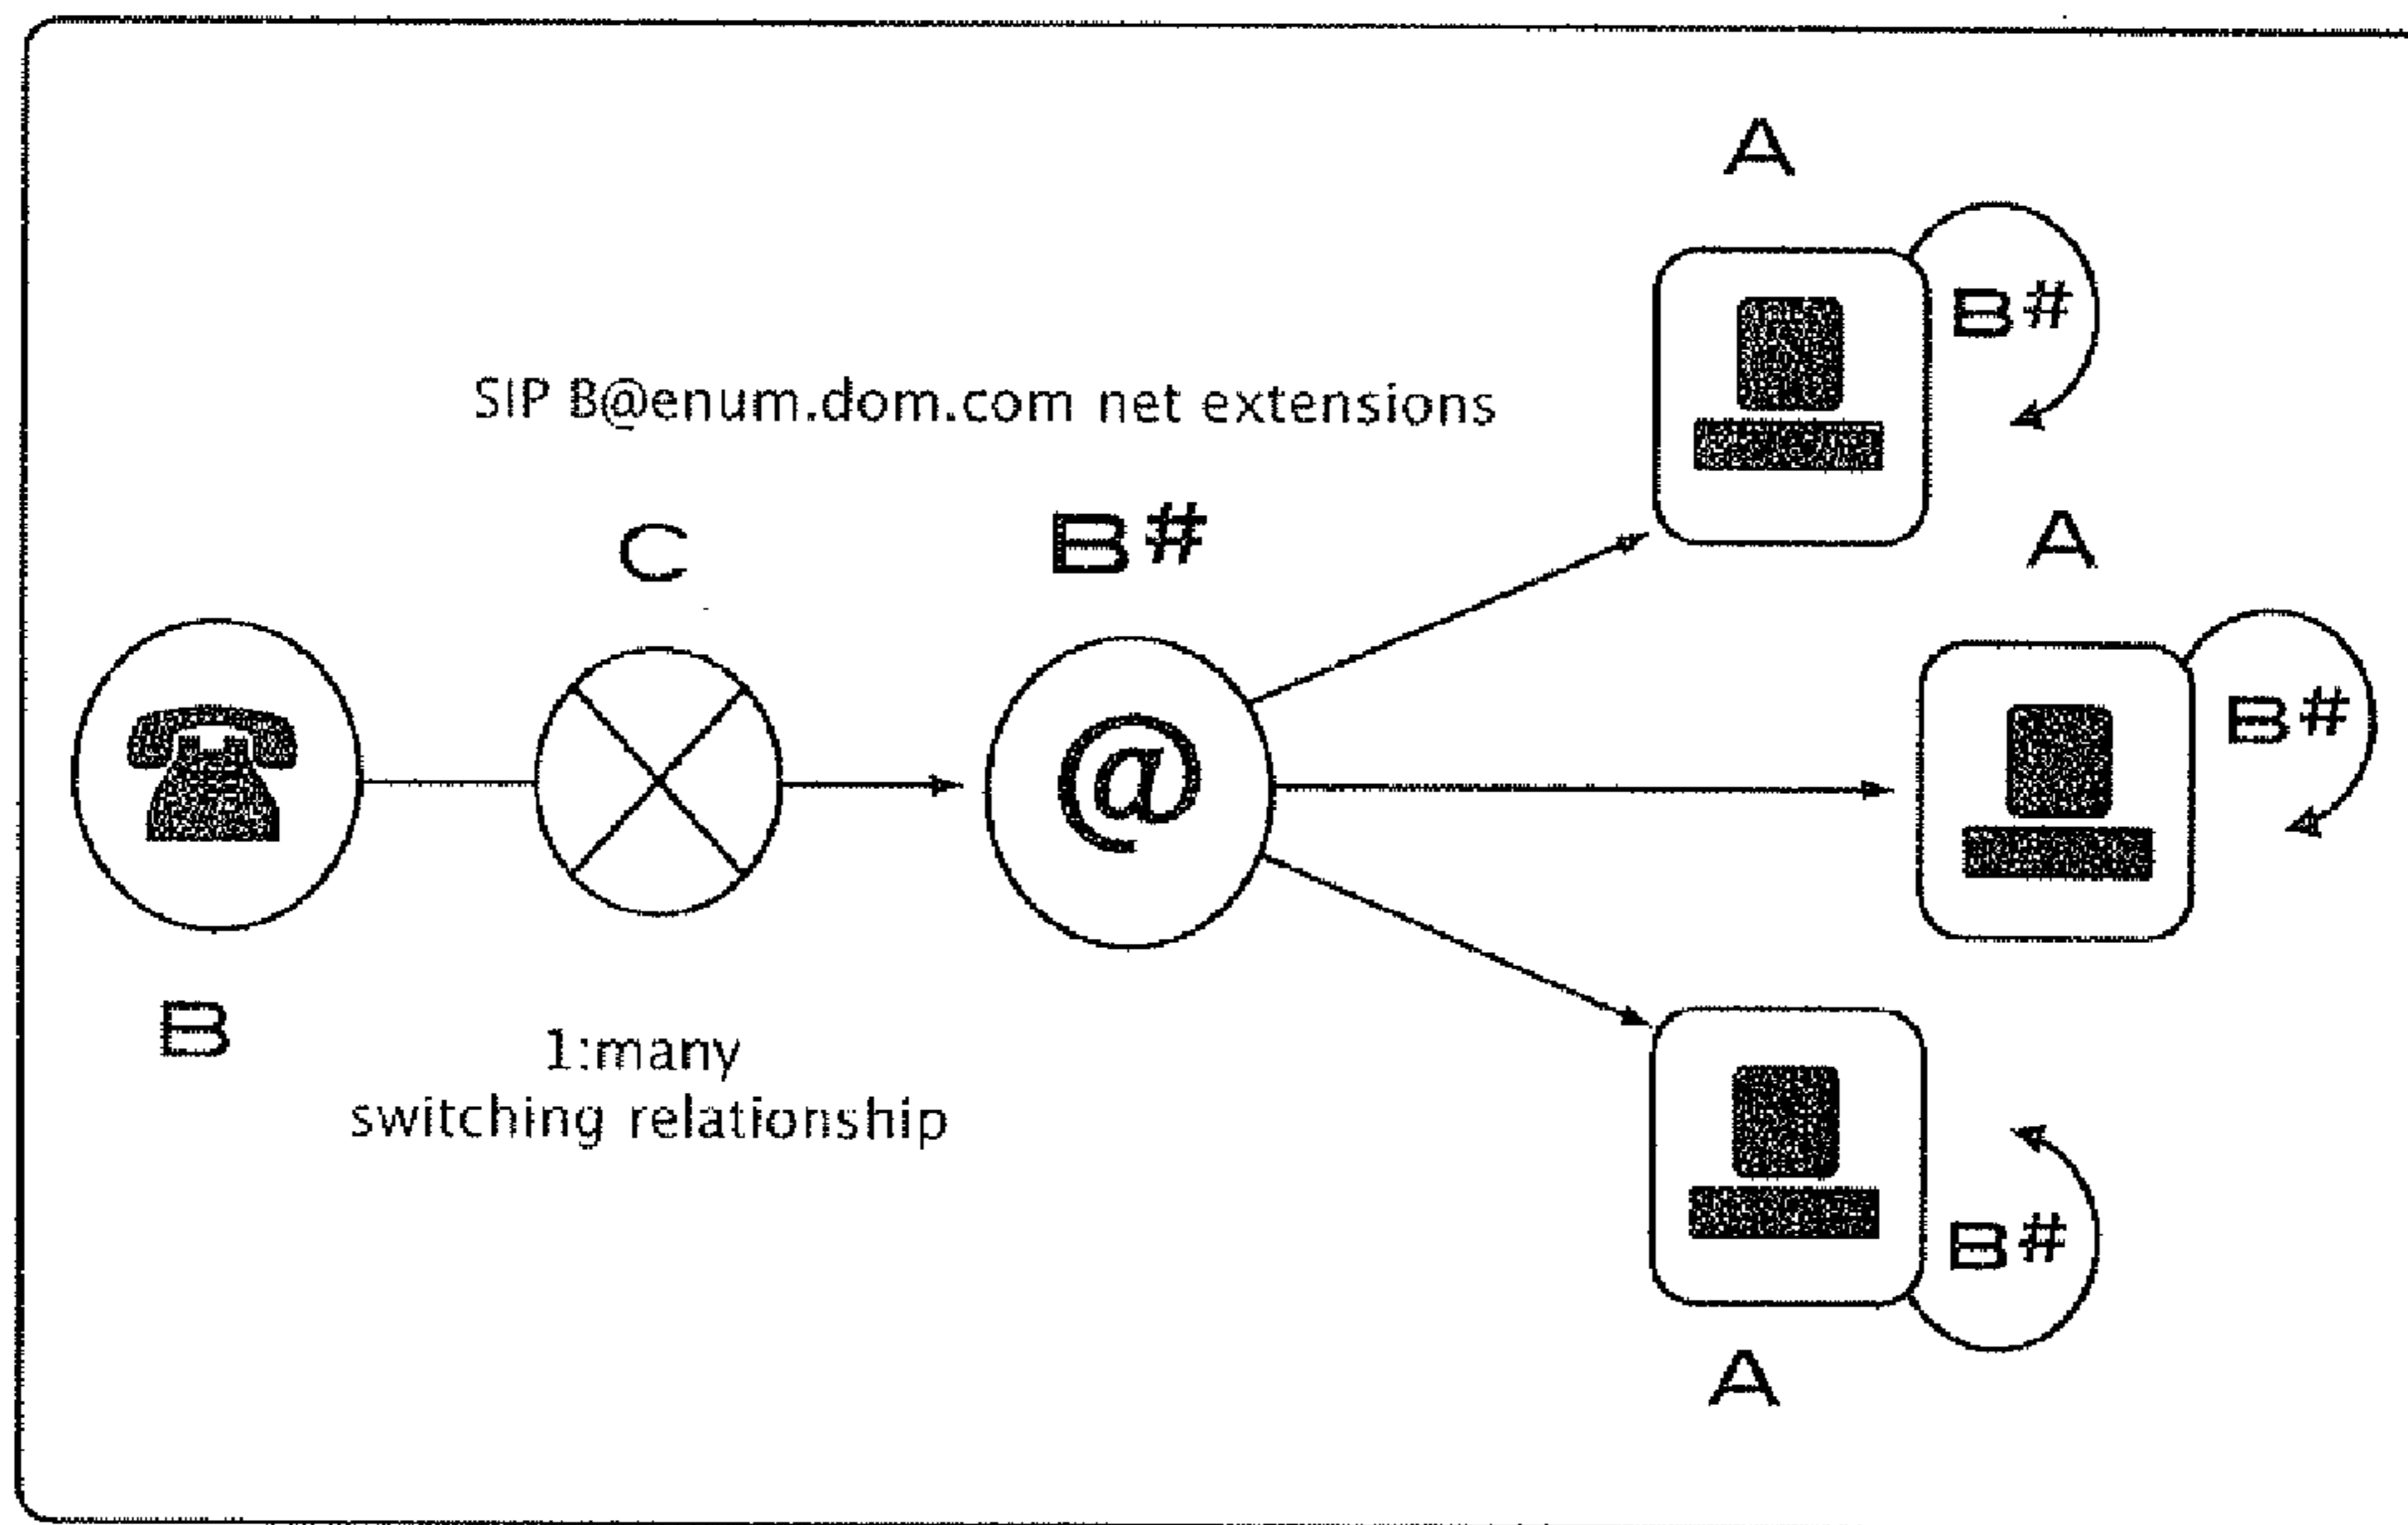 A
B#
SIP B@enum.dom.com net extensions
C
B#
A
@
B#
B
1:many
switching relationship
B#
A